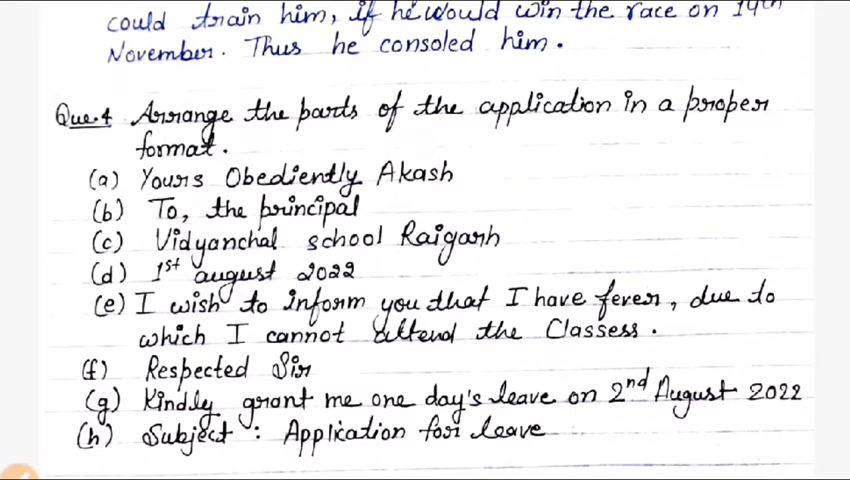 could train him, if he would win the race on 14th
November. Thus he consoled him.
Que.4 Arrange the parts of the application in a proper
format.
(a) Yours Obediently Akash
(b) To, the principal
(c) Vidyanchal school Raigarh
(d) 1st august 2022
(e) I wish to inform you that I have fever, due to
which I cannot attend the Classess.
(f) Respected Sir
(g) Kindly grant me one day's leave on 2nd August 2022
(h) Subject : Application for leave